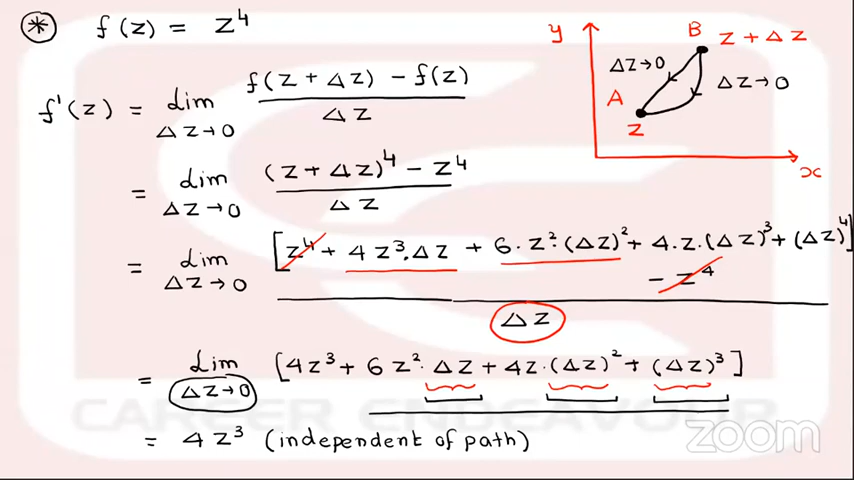 * f(z) = z⁴
f'(z) = lim Δz→0 f(z + Δz) − f(z) / Δz
= lim Δz→0 (z + Δz)⁴ − z⁴ / Δz
= lim Δz→0 [z⁴ + 4z³.Δz + 6·z²·(Δz)² + 4.z.(Δz)³ + (Δz)⁴] − z⁴ / Δz
= lim Δz→0 [4z³ + 6z²·Δz + 4z·(Δz)² + (Δz)³]
= 4z³ (independent of path)
y
B z + Δz
Δz→0
Δz→0
A
z
x
CAREER ENDEAVOUR
zoom